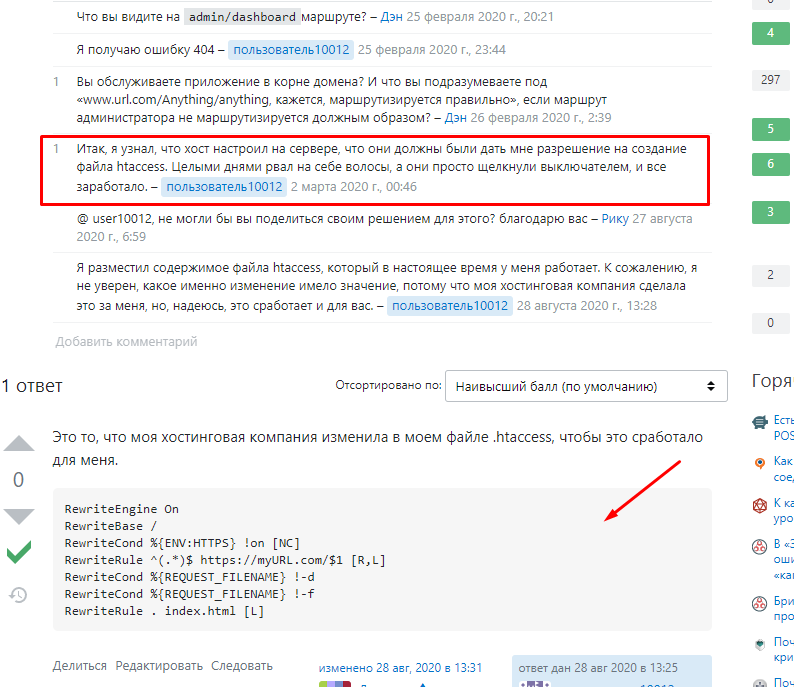 Что вы видите на admin/dashboard маршруте? – Дэн 25 февраля 2020 г., 20:21
Я получаю ошибку 404 – пользователь10012 25 февраля 2020 г., 23:44
1 Вы обслуживаете приложение в корне домена? И что вы подразумеваете под
«www.url.com/Anything/anything, кажется, маршрутизируется правильно», если маршрут
администратора не маршрутизируется должным образом? – Дэн 26 февраля 2020 г., 2:39
1 Итак, я узнал, что хост настроил на сервере, что они должны были дать мне разрешение на создание
файла htaccess. Целыми днями рвал на себе волосы, а они просто щелкнули выключателем, и все
заработало. – пользователь10012 2 марта 2020 г., 00:46
@ user10012, не могли бы вы поделиться своим решением для этого? благодарю вас – Рику 27 августа
2020 г., 6:59
Я разместил содержимое файла htaccess, который в настоящее время у меня работает. К сожалению, я
не уверен, какое именно изменение имело значение, потому что моя хостинговая компания сделала
это за меня, но, надеюсь, это сработает и для вас. – пользователь10012 28 августа 2020 г., 13:28
Добавить комментарий
1 ответ
Отсортировано по: Наивысший балл (по умолчанию)
0
Это то, что моя хостинговая компания изменила в моем файле .htaccess, чтобы это сработало
для меня.
RewriteEngine On
RewriteBase /
RewriteCond %{ENV:HTTPS} !on [NC]
RewriteRule ^(.*)$ https://myURL.com/$1 [R,L]
RewriteCond %{REQUEST_FILENAME} !-d
RewriteCond %{REQUEST_FILENAME} !-f
RewriteRule . index.html [L]
Делиться Редактировать Следовать
изменено 28 авг, 2020 в 13:31
ответ дан 28 авг, 2020 в 13:25
4
297
5
6
3
2
0
Горя
Есть
POS
Как
соед
К ка
уро
В «З
оши
«ка
Бри
про
Поч
кри
Поч